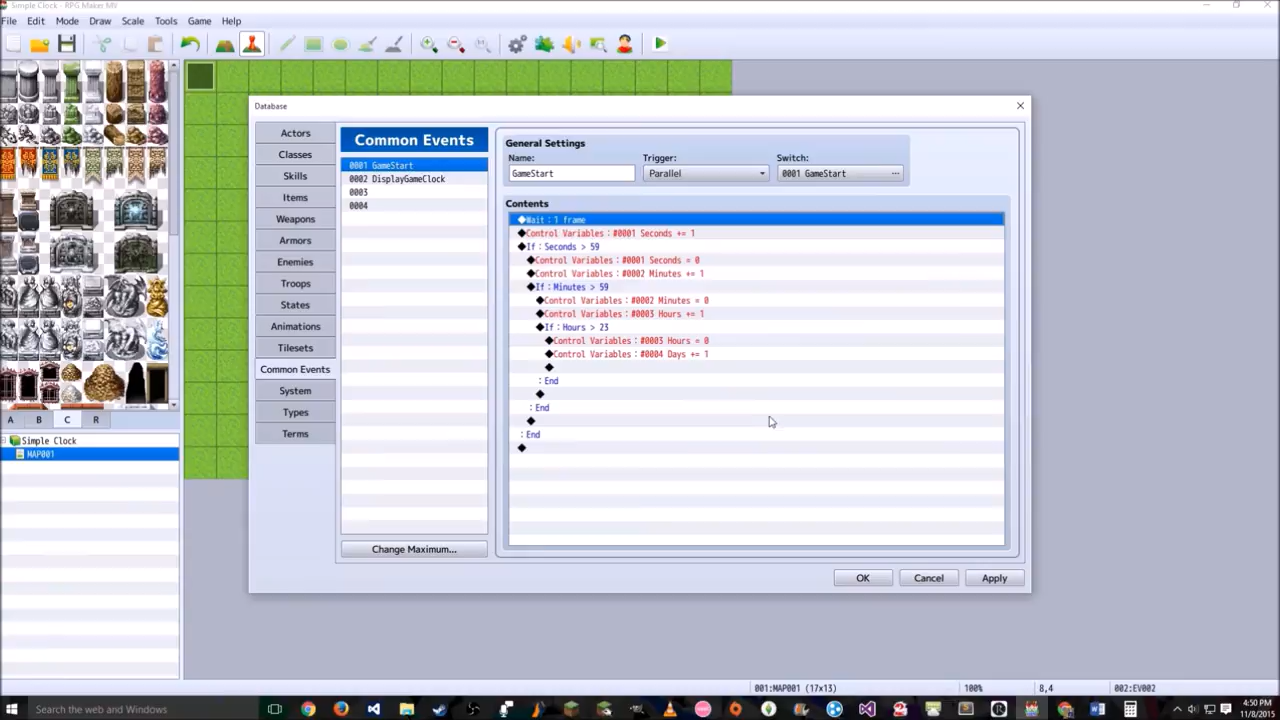 Simple Clock - RPG Maker MV
File Edit Mode Draw Scale Tools Game Help
Database
Actors
Classes
Skills
Items
Weapons
Armors
Enemies
Troops
States
Animations
Tilesets
Common Events
System
Types
Terms
Common Events
0001 GameStart
0002 DisplayGameClock
0003
0004
Change Maximum...
General Settings
Name: Trigger: Switch:
GameStart Parallel 0001 GameStart ...
Contents
◆Wait : 1 frame
◆Control Variables : #0001 Seconds += 1
◆If : Seconds > 59
◆Control Variables : #0001 Seconds = 0
◆Control Variables : #0002 Minutes += 1
◆If : Minutes > 59
◆Control Variables : #0002 Minutes = 0
◆Control Variables : #0003 Hours += 1
◆If : Hours > 23
◆Control Variables : #0003 Hours = 0
◆Control Variables : #0004 Days += 1
◆
: End
◆
: End
◆
: End
◆
OK Cancel Apply
A B C R
Simple Clock
MAP001
001:MAP001 (17x13) 100% 8,4 002:EV002
Search the web and Windows
4:50 PM
11/8/2015